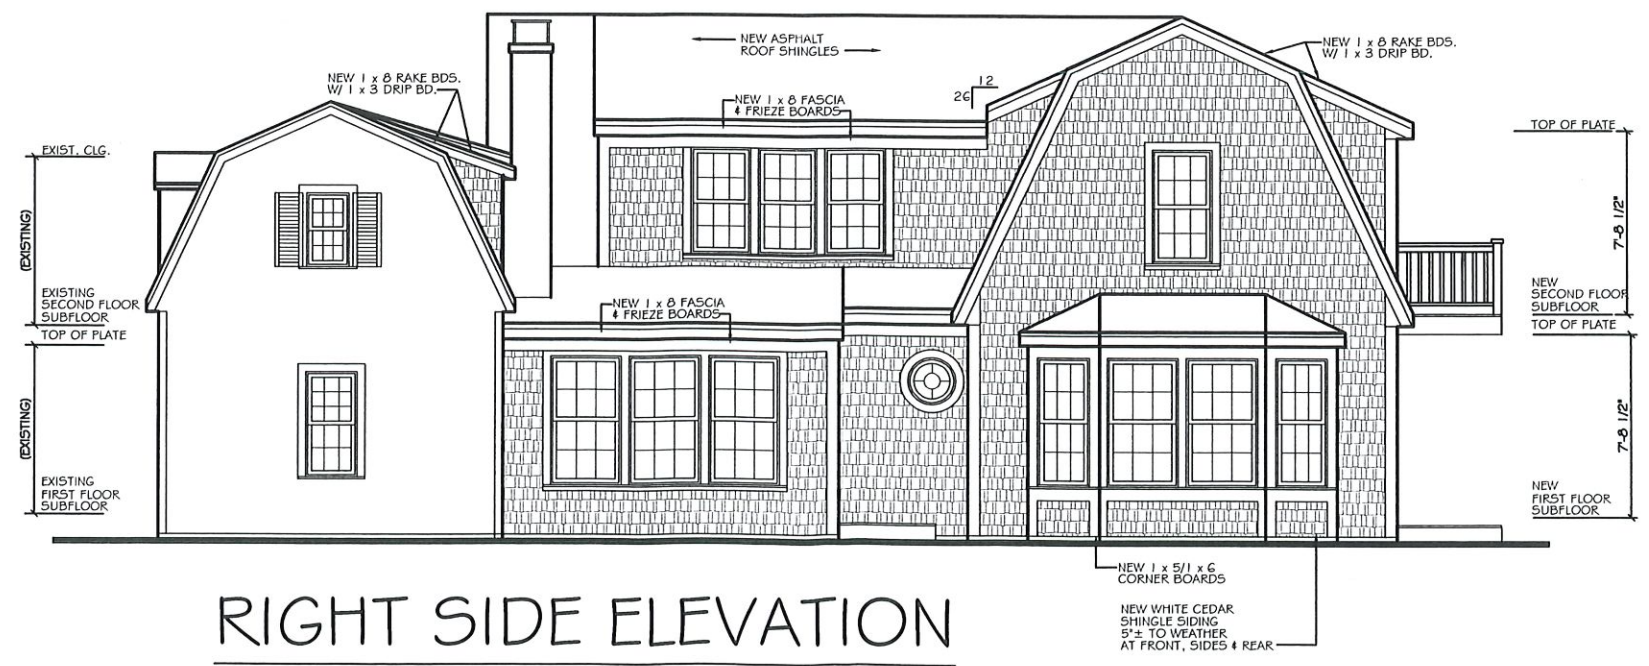 NEW ASPHALT
ROOF SHINGLES
NEW 1 x 8 RAKE BDS.
W/ 1 x 3 DRIP BD.
NEW 1 x 8 RAKE BDS.
W/ 1 x 3 DRIP BD.
12
26
NEW 1 x 8 FASCIA
& FRIEZE BOARDS
TOP OF PLATE
EXIST. CLG.
(EXISTING)
7'-8 1/2"
EXISTING
SECOND FLOOR
SUBFLOOR
TOP OF PLATE
NEW 1 x 8 FASCIA
& FRIEZE BOARDS
NEW
SECOND FLOOR
SUBFLOOR
TOP OF PLATE
(EXISTING)
7'-8 1/2"
EXISTING
FIRST FLOOR
SUBFLOOR
NEW
FIRST FLOOR
SUBFLOOR
NEW 1 x 5/1 x 6
CORNER BOARDS
NEW WHITE CEDAR
SHINGLE SIDING
5"± TO WEATHER
AT FRONT, SIDES & REAR
RIGHT SIDE ELEVATION